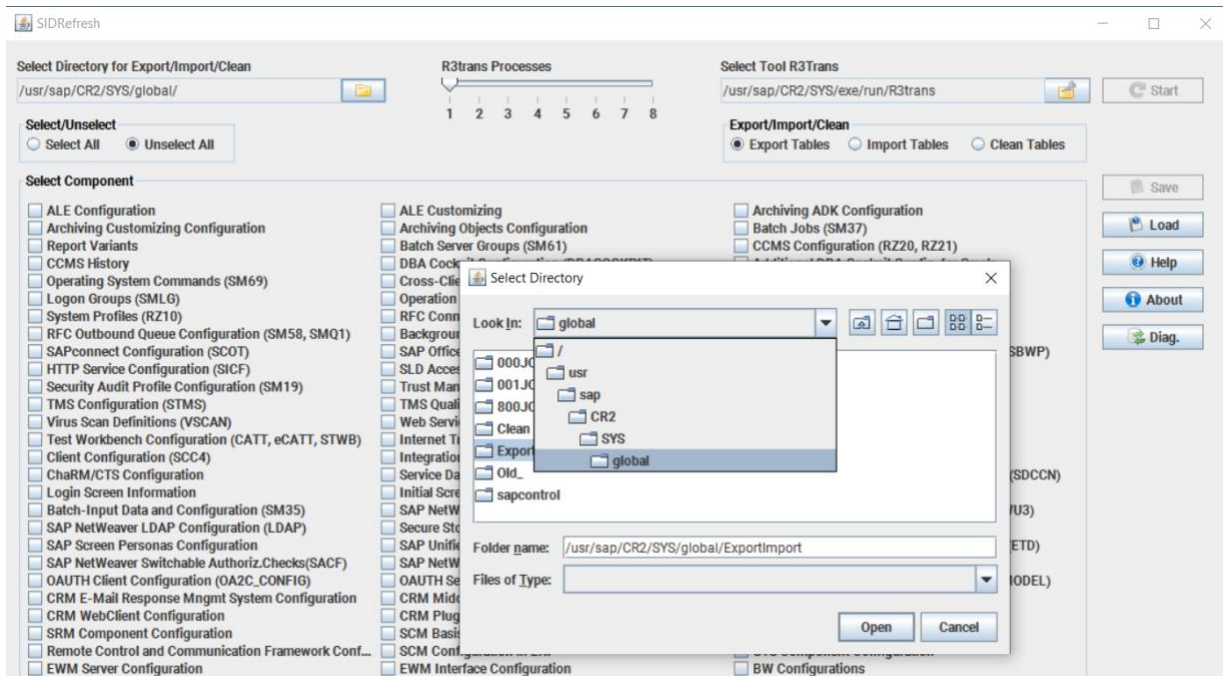 SIDRefresh
Select Directory for Export/Import/Clean
R3trans Processes
Select Tool R3Trans
/usr/sap/CR2/SYS/global/
/usr/sap/CR2/SYS/exe/run/R3trans
Start
1 2 3 4 5 6 7 8
Select/Unselect
Export/Import/Clean
Select All Unselect All
Export Tables Import Tables Clean Tables
Select Component
Save
ALE Configuration ALE Customizing Archiving ADK Configuration
Archiving Customizing Configuration Archiving Objects Configuration Batch Jobs (SM37)
Load
Report Variants Batch Server Groups (SM61) CCMS Configuration (RZ20, RZ21)
CCMS History DBA
Help
Operating System Commands (SM69) Cross-Clie
Select Directory
Logon Groups (SMLG) Operation
About
System Profiles (RZ10) RFC Conn
Look In: global
RFC Outbound Queue Configuration (SM58, SMQ1) Backgrour
Diag.
SAPconnect Configuration (SCOT) SAP Office
/
SBWP)
HTTP Service Configuration (SICF) SLD Acces
000JO
usr
Security Audit Profile Configuration (SM19) Trust Man
001JO
sap
TMS Configuration (STMS) TMS Quali
800JO
CR2
Virus Scan Definitions (VSCAN) Web Servi
Clean
SYS
Test Workbench Configuration (CATT, eCATT, STWB) Internet Tr
Export
global
Client Configuration (SCC4) Integration
ChaRM/CTS Configuration Service Da
Old_
(SDCCN)
Login Screen Information Initial Scre
sapcontrol
Batch-Input Data and Configuration (SM35) SAP NetW
/U3)
SAP NetWeaver LDAP Configuration (LDAP) Secure Sto
SAP Screen Personas Configuration SAP Unifie
Folder name: /usr/sap/CR2/SYS/global/ExportImport
ETD)
SAP NetWeaver Switchable Authoriz.Checks(SACF) SAP NetW
OAUTH Client Configuration (OA2C_CONFIG) OAUTH Se
Files of Type:
IODEL)
CRM E-Mail Response Mngmt System Configuration CRM Midd
CRM WebClient Configuration CRM Plug
SRM Component Configuration SCM Basis
Open Cancel
Remote Control and Communication Framework Conf... SCM
EWM Server Configuration EWM Interface Configuration BW Configurations